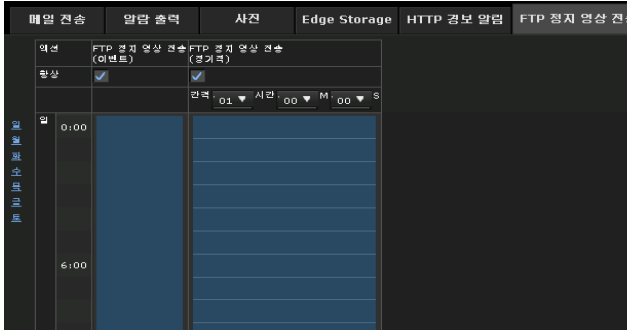 메일 전송 알람 출력 사진 Edge Storage HTTP 경보 알림 FTP 정지 영상 전
액션 FTP 정지 영상 전송 FTP 정지 영상 전송
(이벤트) (정기적)
항상
간격 : 01 ▼ 시간 : 00 ▼ M : 00 ▼ S
일 일 0:00
월
화
수
목
금
토
6:00